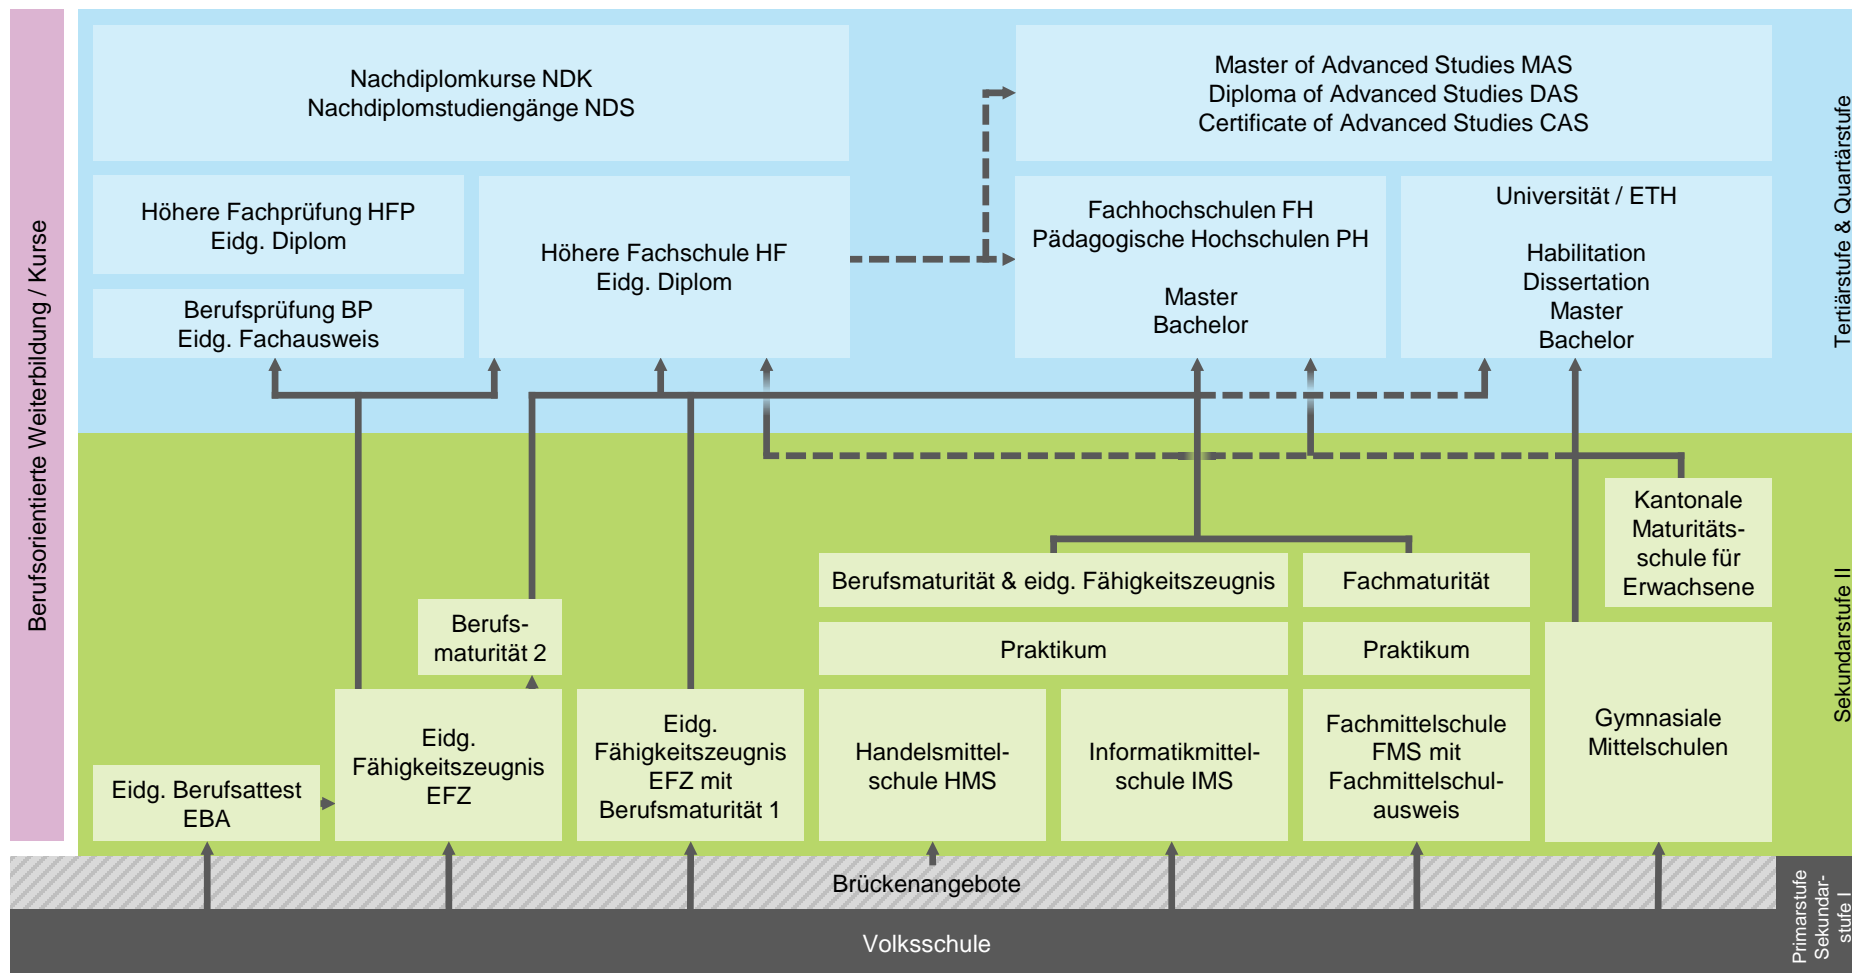 Berufsorientierte Weiterbildung / Kurse
Nachdiplomkurse NDK
Nachdiplomstudiengänge NDS
Master of Advanced Studies MAS
Diploma of Advanced Studies DAS
Certificate of Advanced Studies CAS
Höhere Fachprüfung HFP
Eidg. Diplom
Berufsprüfung BP
Eidg. Fachausweis
Höhere Fachschule HF
Eidg. Diplom
Fachhochschulen FH
Pädagogische Hochschulen PH
Master
Bachelor
Universität / ETH
Habilitation
Dissertation
Master
Bachelor
Tertiärstufe & Quartärstufe
Kantonale
Maturitäts-
schule für
Erwachsene
Berufsmaturität & eidg. Fähigkeitszeugnis
Fachmaturität
Berufs-
maturität 2
Praktikum
Praktikum
Eidg. Berufsattest
EBA
Eidg.
Fähigkeitszeugnis
EFZ
Eidg.
Fähigkeitszeugnis
EFZ mit
Berufsmaturität 1
Handelsmittel-
schule HMS
Informatikmittel-
schule IMS
Fachmittelschule
FMS mit
Fachmittelschul-
ausweis
Gymnasiale
Mittelschulen
Sekundarstufe II
Brückenangebote
Volksschule
Primarstufe
Sekundar-
stufe I